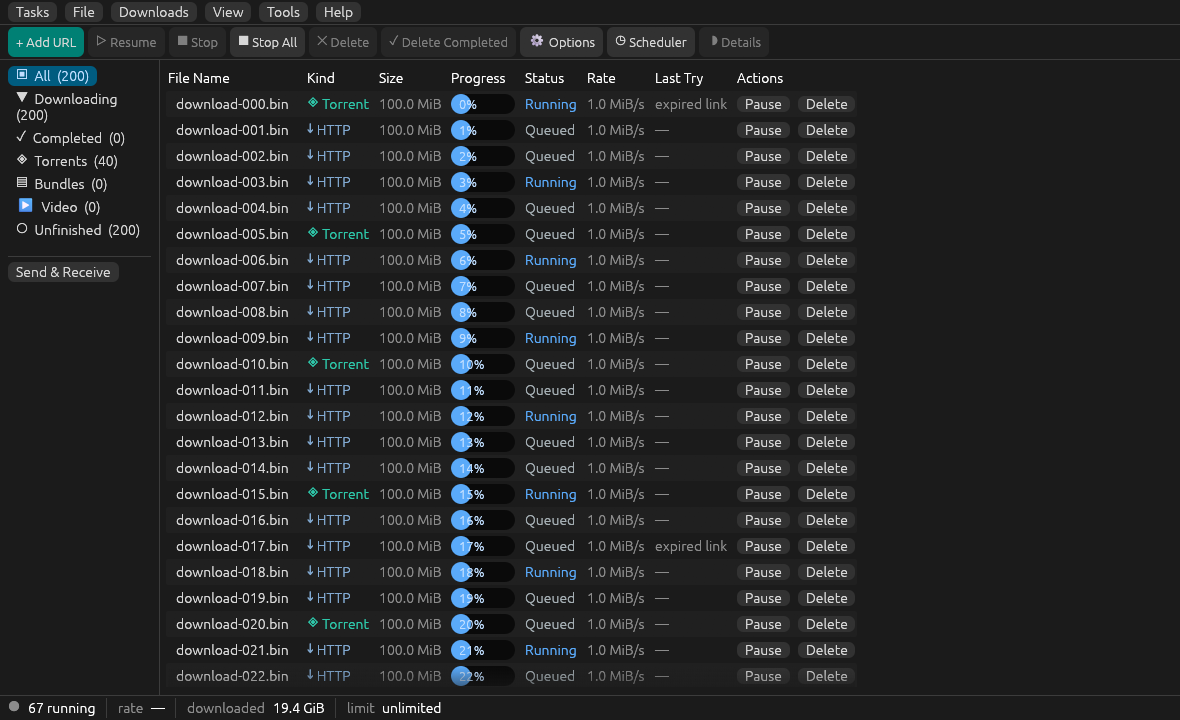 Tasks File Downloads View Tools Help
+ Add URL Resume Stop Stop All Delete Delete Completed Options Scheduler Details
All (200)
Downloading
(200)
Completed (0)
Torrents (40)
Bundles (0)
Video (0)
Unfinished (200)
Send & Receive
File Name Kind Size Progress Status Rate Last Try Actions
download-000.bin Torrent 100.0 MiB 0% Running 1.0 MiB/s expired link Pause Delete
download-001.bin HTTP 100.0 MiB 1% Queued 1.0 MiB/s — Pause Delete
download-002.bin HTTP 100.0 MiB 2% Queued 1.0 MiB/s — Pause Delete
download-003.bin HTTP 100.0 MiB 3% Running 1.0 MiB/s — Pause Delete
download-004.bin HTTP 100.0 MiB 4% Queued 1.0 MiB/s — Pause Delete
download-005.bin Torrent 100.0 MiB 5% Queued 1.0 MiB/s — Pause Delete
download-006.bin HTTP 100.0 MiB 6% Running 1.0 MiB/s — Pause Delete
download-007.bin HTTP 100.0 MiB 7% Queued 1.0 MiB/s — Pause Delete
download-008.bin HTTP 100.0 MiB 8% Queued 1.0 MiB/s — Pause Delete
download-009.bin HTTP 100.0 MiB 9% Running 1.0 MiB/s — Pause Delete
download-010.bin Torrent 100.0 MiB 10% Queued 1.0 MiB/s — Pause Delete
download-011.bin HTTP 100.0 MiB 11% Queued 1.0 MiB/s — Pause Delete
download-012.bin HTTP 100.0 MiB 12% Running 1.0 MiB/s — Pause Delete
download-013.bin HTTP 100.0 MiB 13% Queued 1.0 MiB/s — Pause Delete
download-014.bin HTTP 100.0 MiB 14% Queued 1.0 MiB/s — Pause Delete
download-015.bin Torrent 100.0 MiB 15% Running 1.0 MiB/s — Pause Delete
download-016.bin HTTP 100.0 MiB 16% Queued 1.0 MiB/s — Pause Delete
download-017.bin HTTP 100.0 MiB 17% Queued 1.0 MiB/s expired link Pause Delete
download-018.bin HTTP 100.0 MiB 18% Running 1.0 MiB/s — Pause Delete
download-019.bin HTTP 100.0 MiB 19% Queued 1.0 MiB/s — Pause Delete
download-020.bin Torrent 100.0 MiB 20% Queued 1.0 MiB/s — Pause Delete
download-021.bin HTTP 100.0 MiB 21% Running 1.0 MiB/s — Pause Delete
download-022.bin HTTP 100.0 MiB 22% Queued 1.0 MiB/s — Pause Delete
67 running rate — downloaded 19.4 GiB limit unlimited